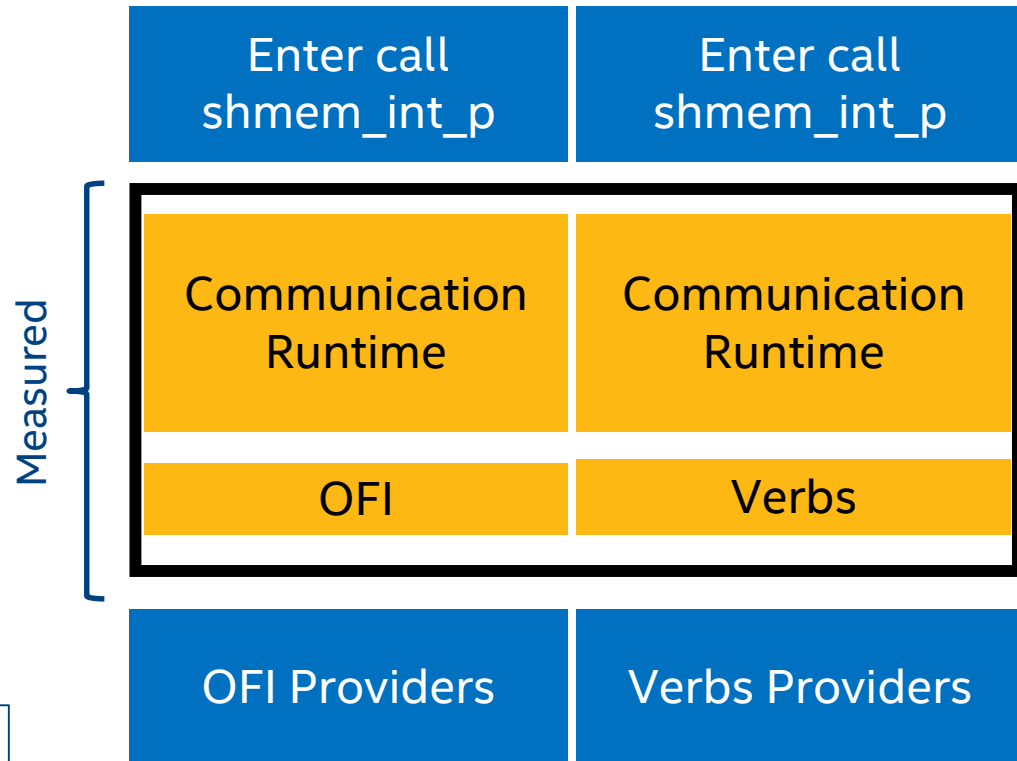 Enter call
shmem_int_p
Enter call
shmem_int_p
Measured
Communication
Runtime
Communication
Runtime
OFI
Verbs
OFI Providers
Verbs Providers